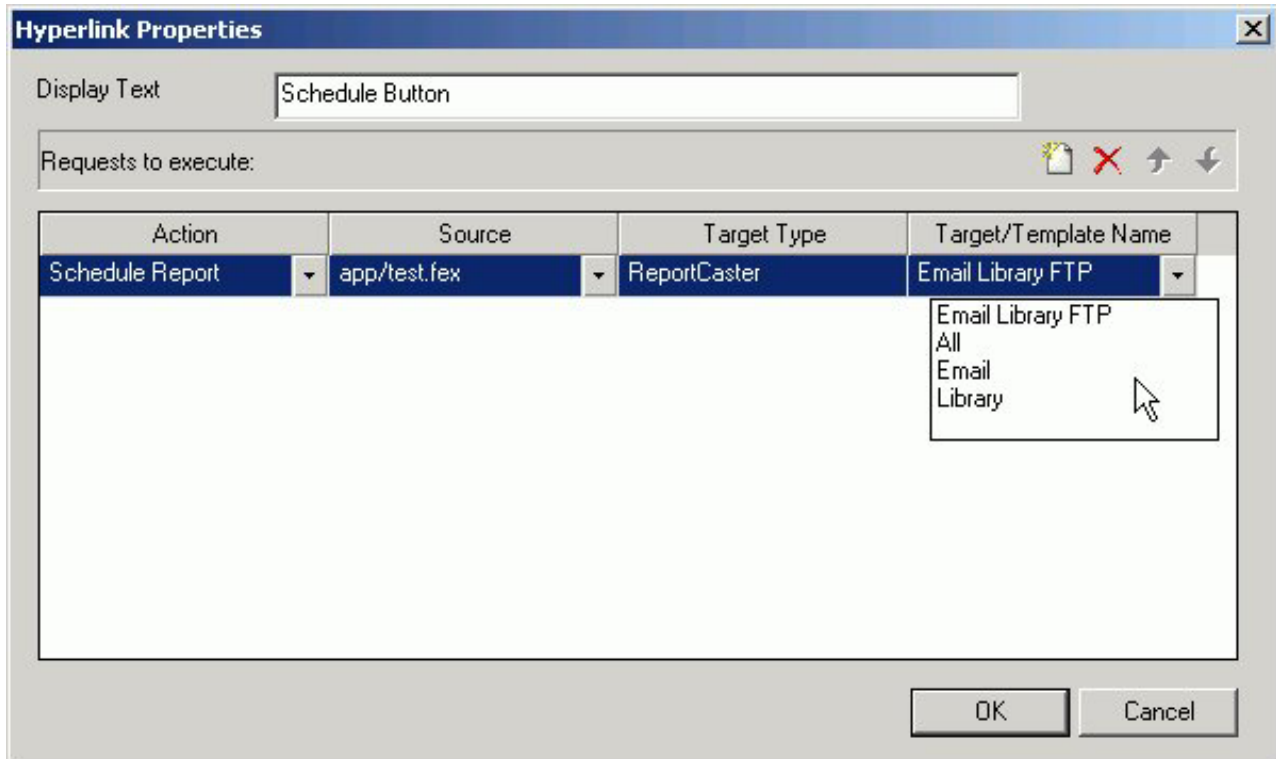 Hyperlink Properties
Display Text Schedule Button
Requests to execute:
Action Source Target Type Target/Template Name
Schedule Report app/test.fex ReportCaster Email Library FTP
Email Library FTP
All
Email
Library
OK Cancel